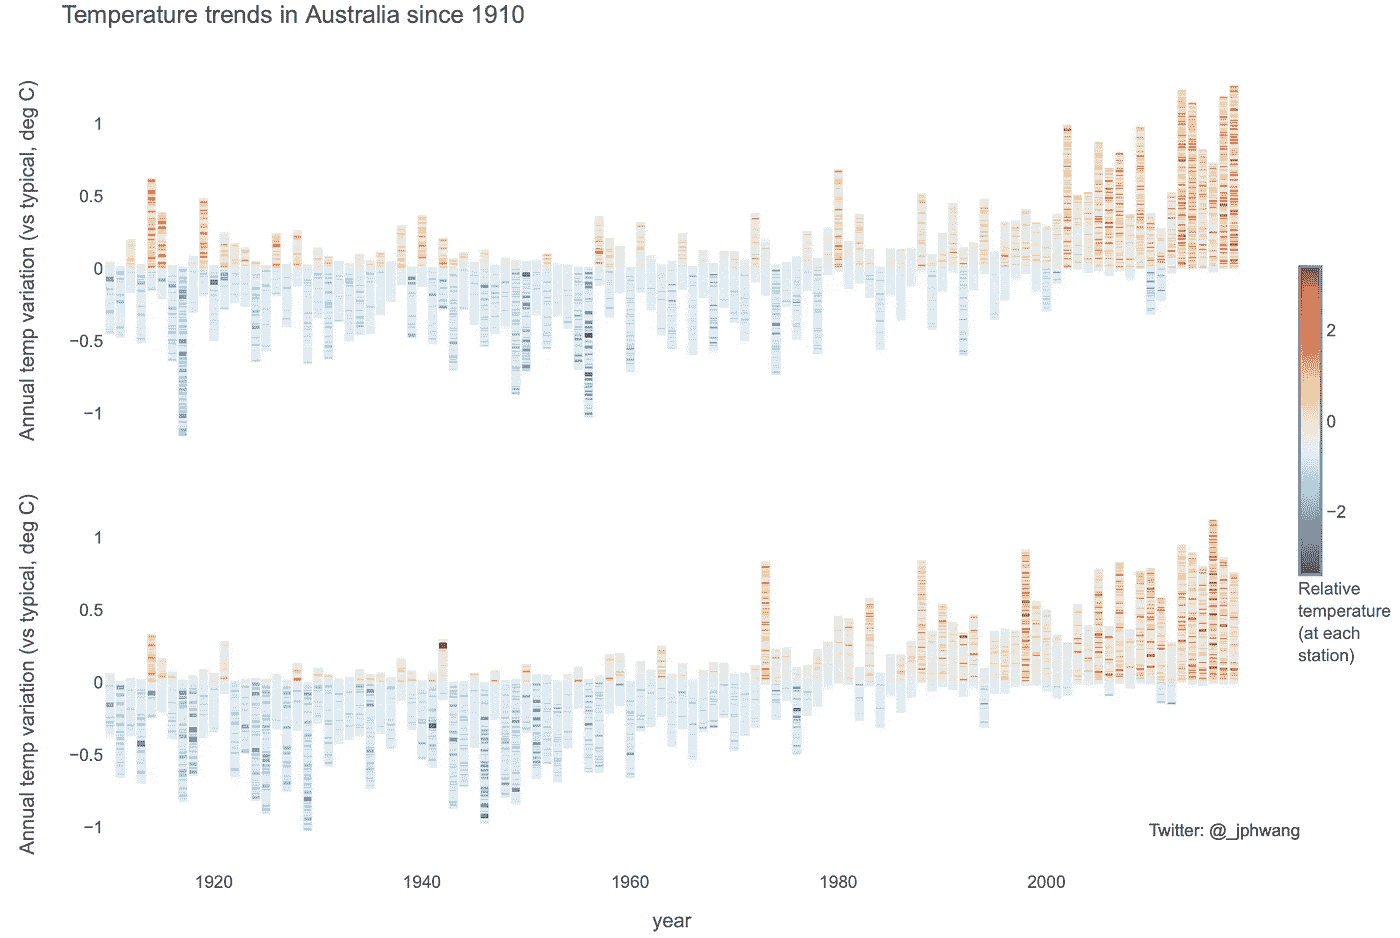 Temperature trends in Australia since 1910
Annual temp variation (vs typical, deg C)
1
0.5
0
−0.5
−1
Annual temp variation (vs typical, deg C)
1
0.5
0
−0.5
−1
1920
1940
1960
1980
2000
year
2
0
−2
Relative
temperature
(at each
station)
Twitter: @_jphwang